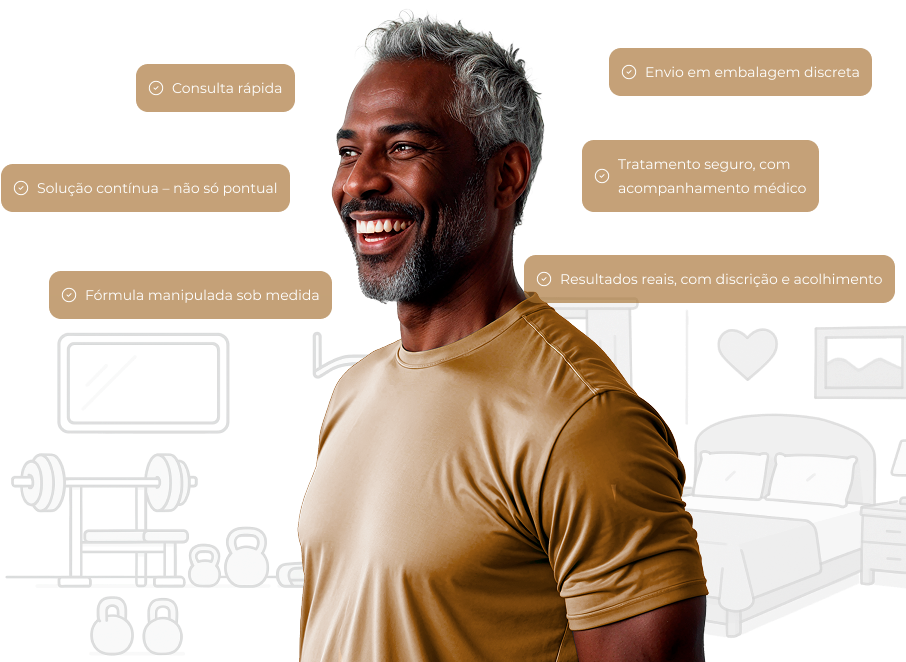 Consulta rápida
Envio em embalagem discreta
Tratamento seguro, com
acompanhamento médico
Solução contínua – não só pontual
Resultados reais, com discrição e acolhimento
Fórmula manipulada sob medida